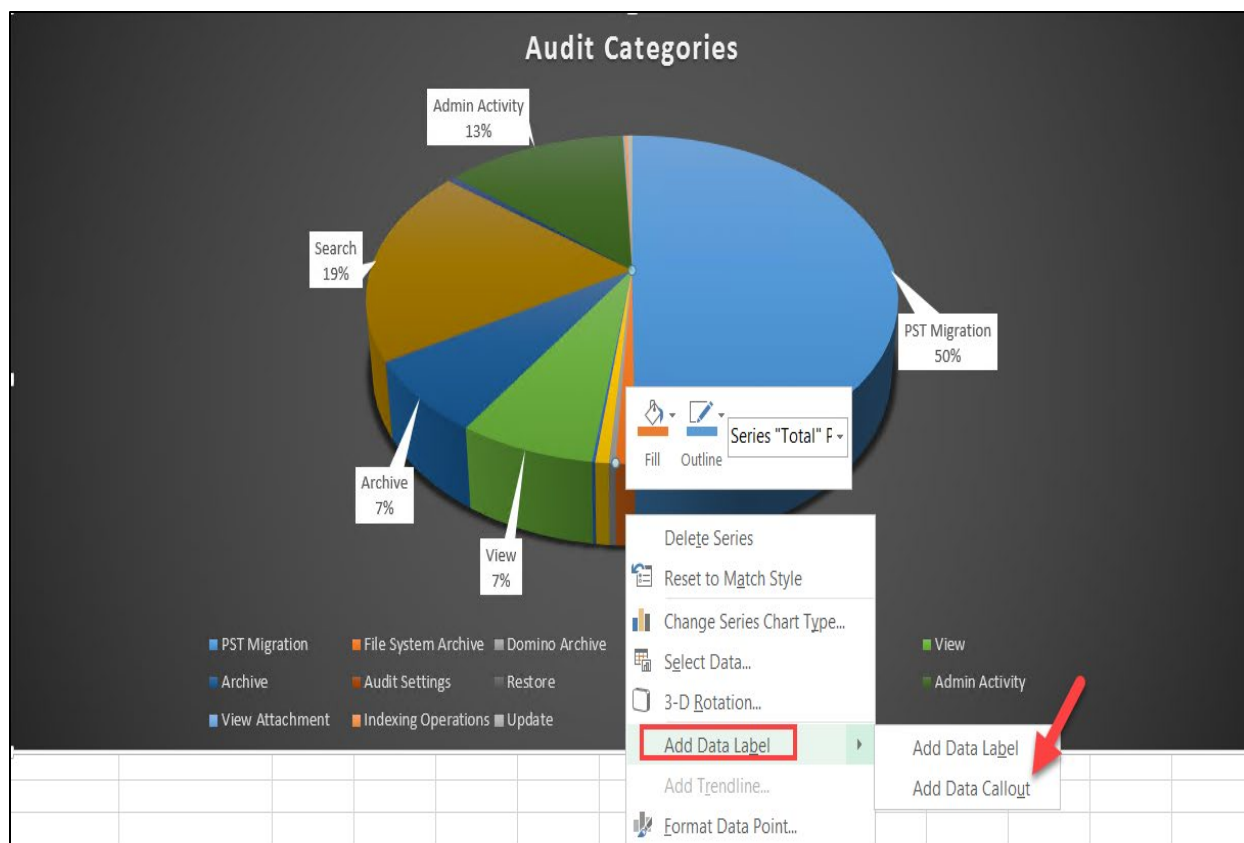 Audit Categories
Admin Activity
13%
Search
19%
PST Migration
50%
Archive
7%
View
7%
Fill
Outline
Series "Total" P
Delete Series
Reset to Match Style
Change Series Chart Type...
Select Data...
3-D Rotation...
Add Data Label
Add Trendline...
Format Data Point...
Add Data Label
Add Data Callout
PST Migration
File System Archive
Domino Archive
View
Archive
Audit Settings
Restore
Admin Activity
View Attachment
Indexing Operations
Update